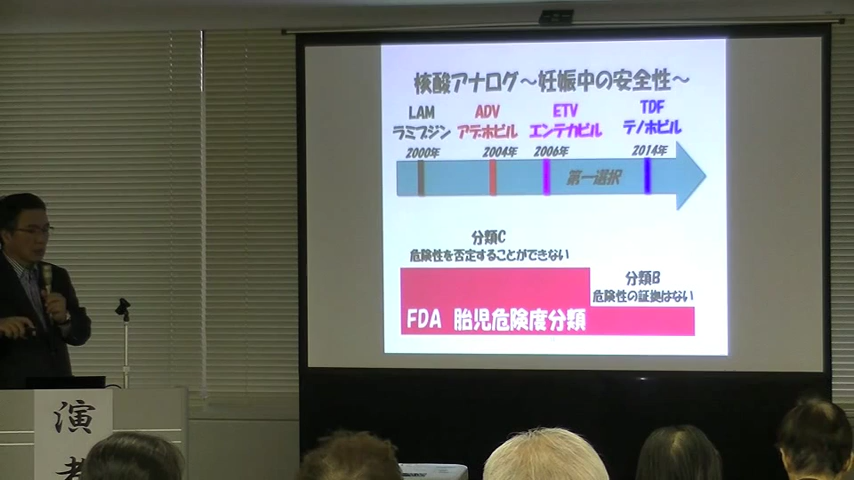 核酸アナログ～妊娠中の安全性～
LAM
ラミブジン
ADV
アデホビル
ETV
エンテカビル
TDF
テノホビル
2000年
2004年
2006年
2014年
第一選択
分類C
危険性を否定することができない
分類B
危険性の証拠はない
FDA 胎児危険度分類
演